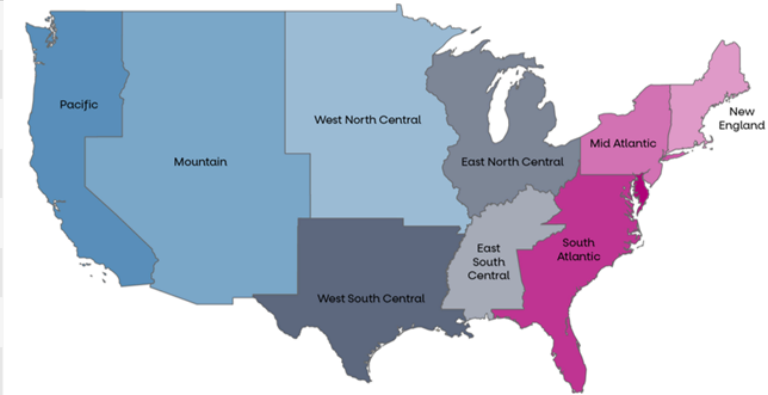 Pacific
Mountain
West North Central
East North Central
Mid Atlantic
New
England
East
South
Central
South
Atlantic
West South Central